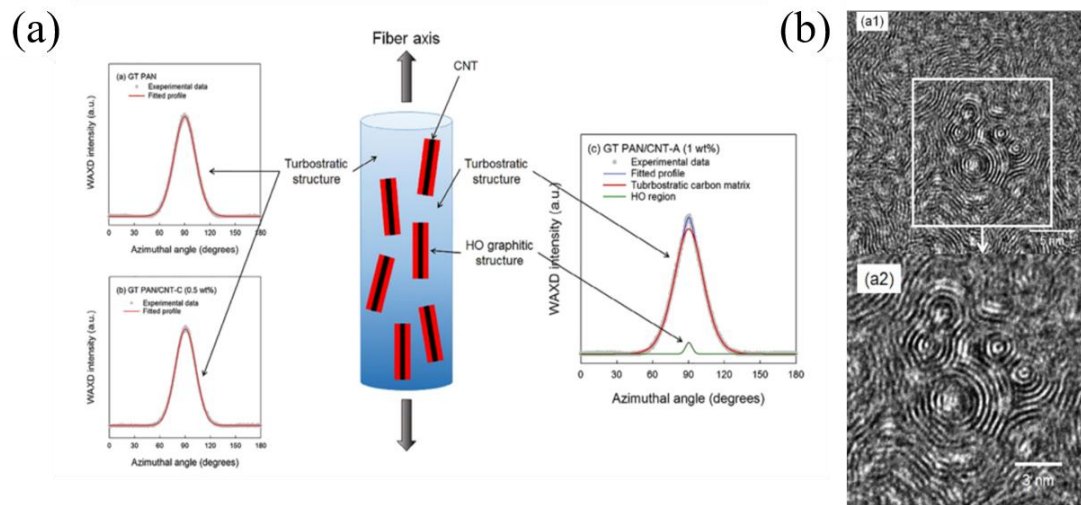 (a)
(a) GT PAN
Experimental data
Fitted profile
WAXD intensity (a.u.)
0 30 60 90 120 150 180
Azimuthal angle (degrees)
(b) GT PAN/CNT-C (0.5 wt%)
Experimental data
Fitted profile
WAXD intensity (a.u.)
0 30 60 90 120 150 180
Azimuthal angle (degrees)
Fiber axis
CNT
Turbostratic
structure
Turbostratic
structure
HO graphitic
structure
(c) GT PAN/CNT-A (1 wt%)
Experimental data
Fitted profile
Tubrbostratic carbon matrix
HO region
WAXD intensity (a.u.)
0 30 60 90 120 150 180
Azimuthal angle (degrees)
(b)
(a1)
5 nm
(a2)
3 nm